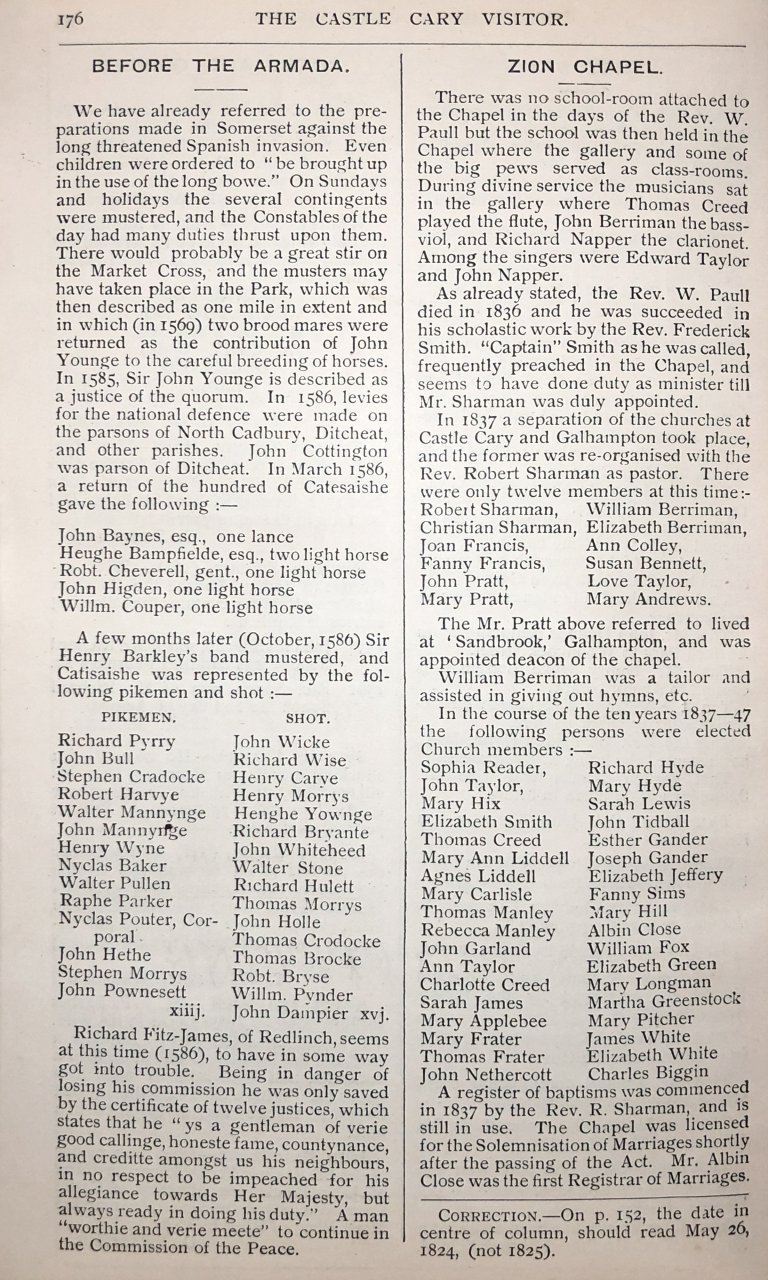 176 THE CASTLE CARY VISITOR.
BEFORE THE ARMADA.
We have already referred to the pre-
parations made in Somerset against the
long threatened Spanish invasion. Even
children were ordered to "be brought up
in the use of the long bowe." On Sundays
and holidays the several contingents
were mustered, and the Constables of the
day had many duties thrust upon them.
There would probably be a great stir on
the Market Cross, and the musters may
have taken place in the Park, which was
then described as one mile in extent and
in which (in 1569) two brood mares were
returned as the contribution of John
Younge to the careful breeding of horses.
In 1585, Sir John Younge is described as
a justice of the quorum. In 1586, levies
for the national defence were made on
the parsons of North Cadbury, Ditcheat,
and other parishes. John Cottington
was parson of Ditcheat. In March 1586,
a return of the hundred of Catesaishe
gave the following :—
John Baynes, esq., one lance
Heughe Bampfielde, esq., two light horse
Robt. Cheverell, gent., one light horse
John Higden, one light horse
Willm. Couper, one light horse
A few months later (October, 1586) Sir
Henry Barkley's band mustered, and
Catisaishe was represented by the fol-
lowing pikemen and shot :—
PIKEMEN. SHOT.
Richard Pyrry John Wicke
John Bull Richard Wise
Stephen Cradocke Henry Carye
Robert Harvye Henry Morrys
Walter Mannynge Henghe Yownge
John Mannynge Richard Bryante
Henry Wyne John Whiteheed
Nyclas Baker Walter Stone
Walter Pullen Richard Hulett
Raphe Parker Thomas Morrys
Nyclas Pouter, Cor- John Holle
poral Thomas Crodocke
John Hethe Thomas Brocke
Stephen Morrys Robt. Bryse
John Pownesett Willm. Pynder
xiiij. John Dampier xvj.
Richard Fitz-James, of Redlinch, seems
at this time (1586), to have in some way
got into trouble. Being in danger of
losing his commission he was only saved
by the certificate of twelve justices, which
states that he "ys a gentleman of verie
good callinge, honeste fame, countynance,
and creditte amongst us his neighbours,
in no respect to be impeached for his
allegiance towards Her Majesty, but
always ready in doing his duty." A man
"worthie and verie meete" to continue in
the Commission of the Peace.
ZION CHAPEL.
There was no school-room attached to
the Chapel in the days of the Rev. W.
Paull but the school was then held in the
Chapel where the gallery and some of
the big pews served as class-rooms.
During divine service the musicians sat
in the gallery where Thomas Creed
played the flute, John Berriman the bass-
viol, and Richard Napper the clarionet.
Among the singers were Edward Taylor
and John Napper.
As already stated, the Rev. W. Paull
died in 1836 and he was succeeded in
his scholastic work by the Rev. Frederick
Smith. "Captain" Smith as he was called,
frequently preached in the Chapel, and
seems to have done duty as minister till
Mr. Sharman was duly appointed.
In 1837 a separation of the churches at
Castle Cary and Galhampton took place,
and the former was re-organised with the
Rev. Robert Sharman as pastor. There
were only twelve members at this time:-
Robert Sharman, William Berriman,
Christian Sharman, Elizabeth Berriman,
Joan Francis, Ann Colley,
Fanny Francis, Susan Bennett,
John Pratt, Love Taylor,
Mary Pratt, Mary Andrews.
The Mr. Pratt above referred to lived
at 'Sandbrook,' Galhampton, and was
appointed deacon of the chapel.
William Berriman was a tailor and
assisted in giving out hymns, etc.
In the course of the ten years 1837—47
the following persons were elected
Church members :—
Sophia Reader, Richard Hyde
John Taylor, Mary Hyde
Mary Hix Sarah Lewis
Elizabeth Smith John Tidball
Thomas Creed Esther Gander
Mary Ann Liddell Joseph Gander
Agnes Liddell Elizabeth Jeffery
Mary Carlisle Fanny Sims
Thomas Manley Mary Hill
Rebecca Manley Albin Close
John Garland William Fox
Ann Taylor Elizabeth Green
Charlotte Creed Mary Longman
Sarah James Martha Greenstock
Mary Applebee Mary Pitcher
Mary Frater James White
Thomas Frater Elizabeth White
John Nethercott Charles Biggin
A register of baptisms was commenced
in 1837 by the Rev. R. Sharman, and is
still in use. The Chapel was licensed
for the Solemnisation of Marriages shortly
after the passing of the Act. Mr. Albin
Close was the first Registrar of Marriages.
CORRECTION.—On p. 152, the date in
centre of column, should read May 26,
1824, (not 1825).